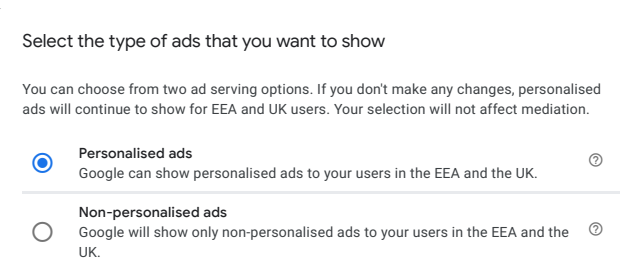 Select the type of ads that you want to show
You can choose from two ad serving options. If you don't make any changes, personalised
ads will continue to show for EEA and UK users. Your selection will not affect mediation.
Personalised ads
Google can show personalised ads to your users in the EEA and the UK.
Non-personalised ads
Google will show only non-personalised ads to your users in the EEA and the
UK.